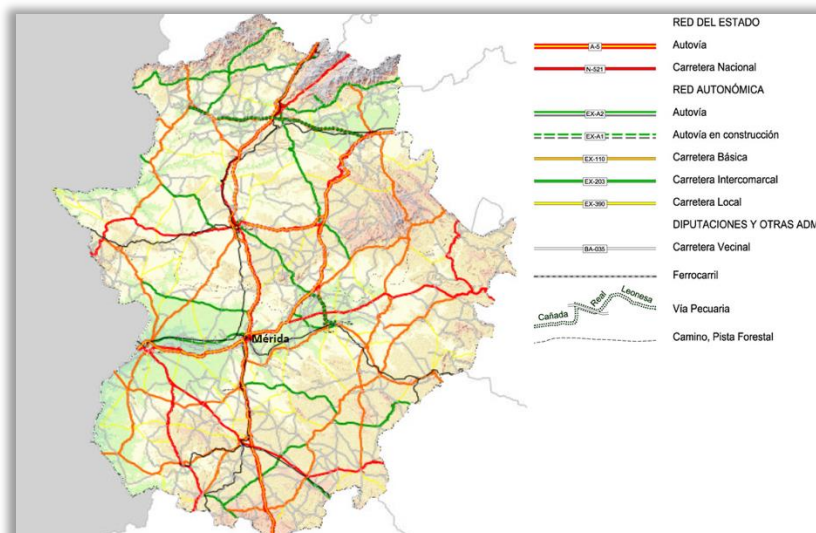 RED DEL ESTADO
A-5 Autovía
N-521 Carretera Nacional
RED AUTONÓMICA
EX-A2 Autovía
EX-A1 Autovía en construcción
EX-110 Carretera Básica
EX-203 Carretera Intercomarcal
EX-390 Carretera Local
DIPUTACIONES Y OTRAS ADM
BA-035 Carretera Vecinal
Ferrocarril
Cañada Real Leonesa Vía Pecuaria
Camino, Pista Forestal
Mérida